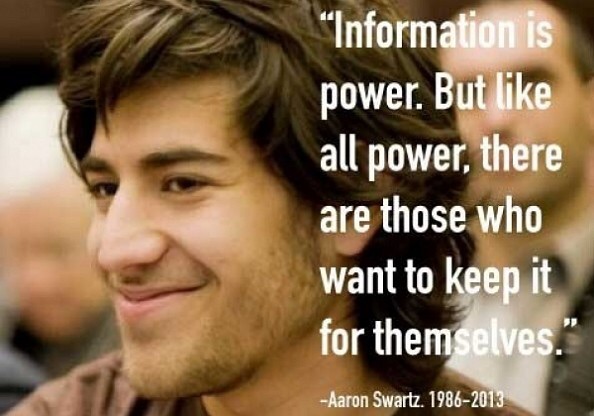 “Information is
power. But like
all power, there
are those who
want to keep it
for themselves.”
-Aaron Swartz. 1986-2013